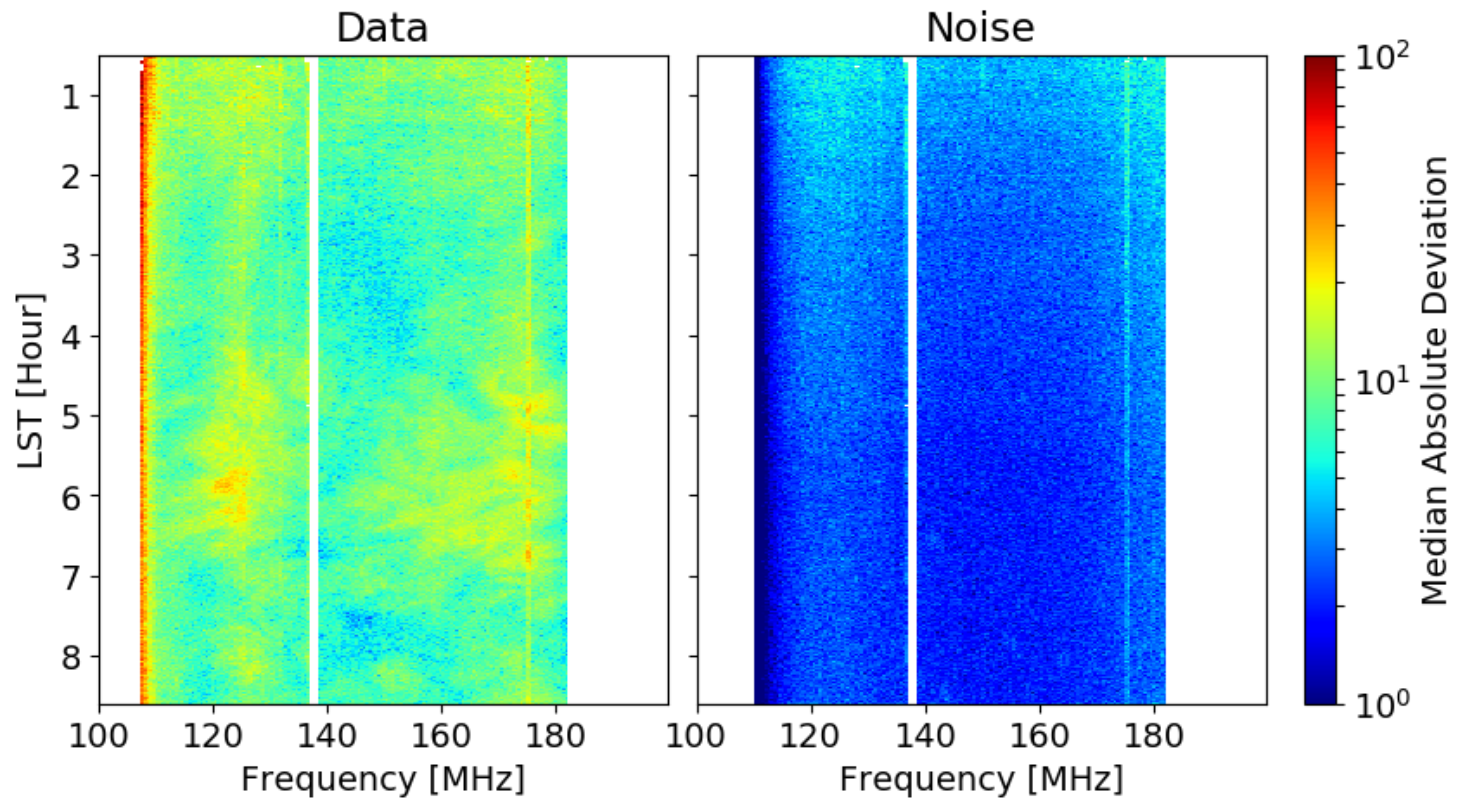 Data
Noise
LST [Hour]
1
2
3
4
5
6
7
8
100 120 140 160 180
Frequency [MHz]
100 120 140 160 180
Frequency [MHz]
10²
10¹
10⁰
Median Absolute Deviation